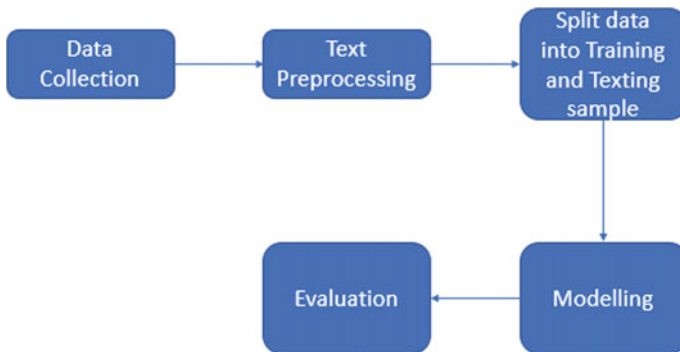 Data
Collection
Text
Preprocessing
Split data
into Training
and Texting
sample
Modelling
Evaluation